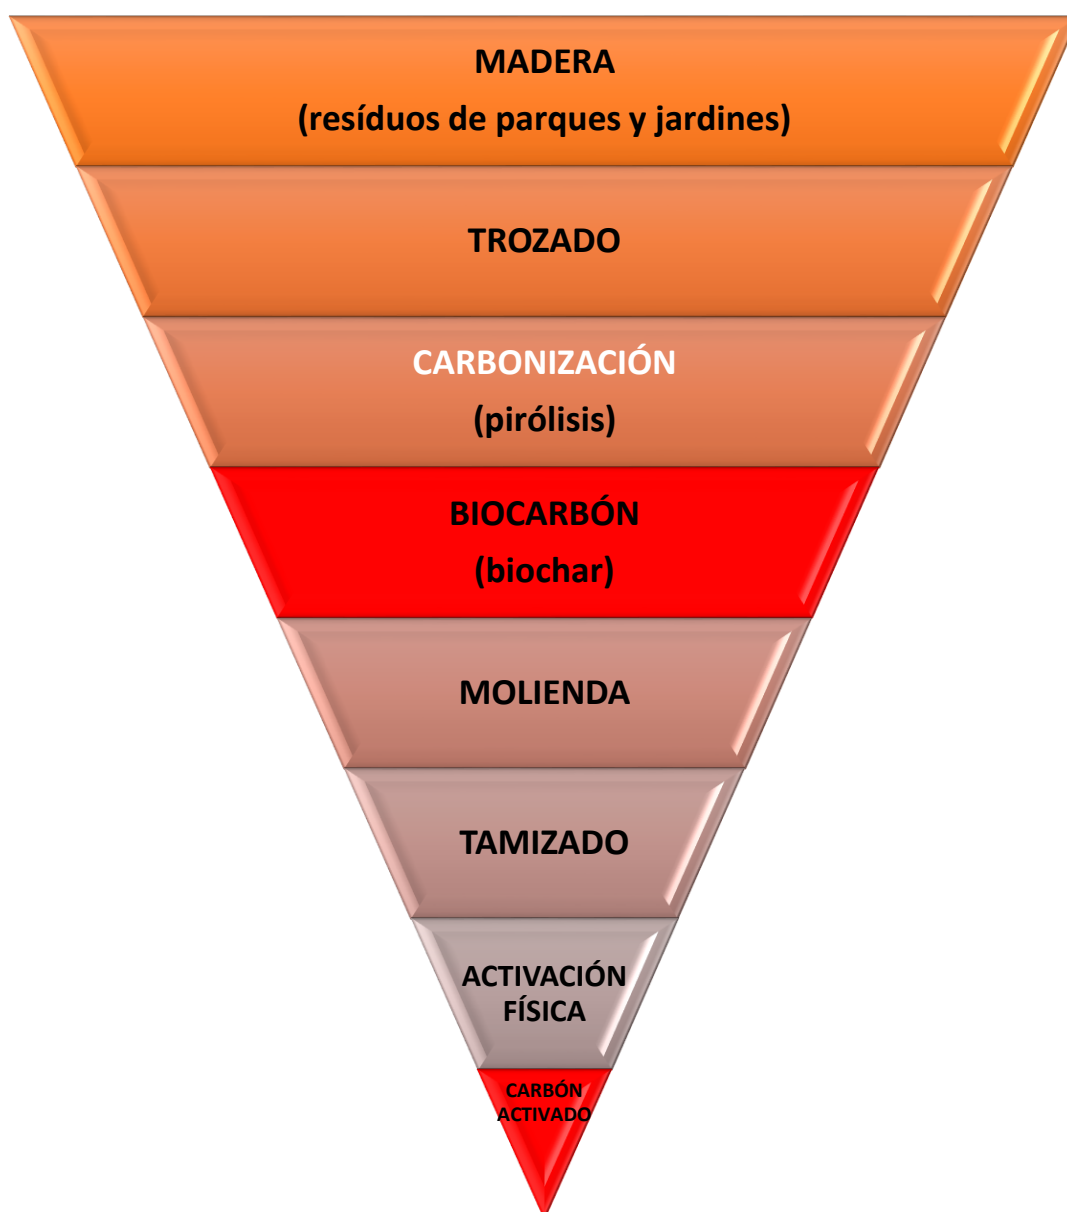 MADERA
(resíduos de parques y jardines)
TROZADO
CARBONIZACIÓN
(pirólisis)
BIOCARBÓN
(biochar)
MOLIENDA
TAMIZADO
ACTIVACIÓN
FÍSICA
CARBÓN
ACTIVADO